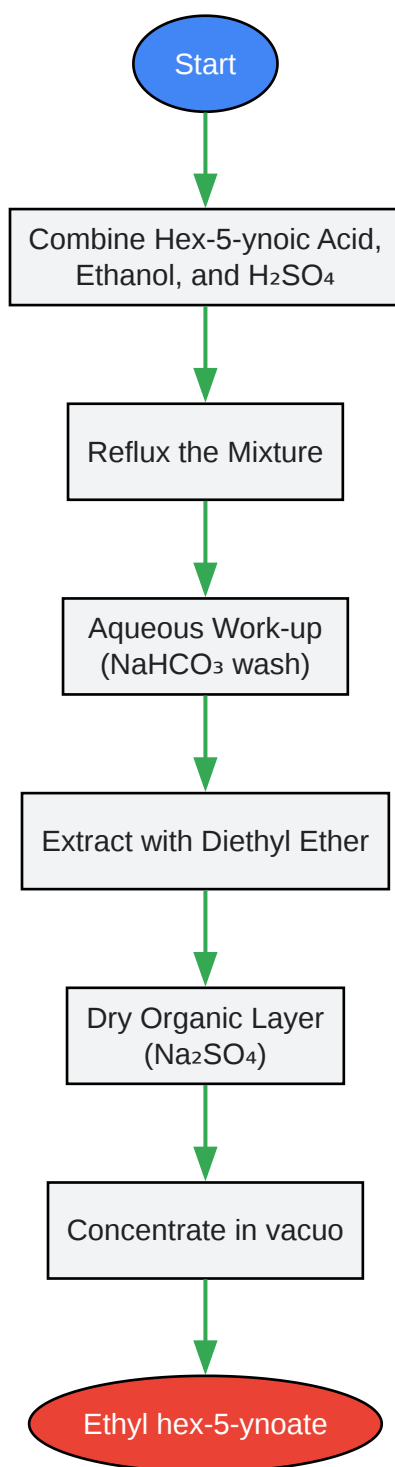 Start
Combine Hex-5-ynoic Acid,
Ethanol, and H₂SO₄
Reflux the Mixture
Aqueous Work-up
(NaHCO₃ wash)
Extract with Diethyl Ether
Dry Organic Layer
(Na₂SO₄)
Concentrate in vacuo
Ethyl hex-5-ynoate